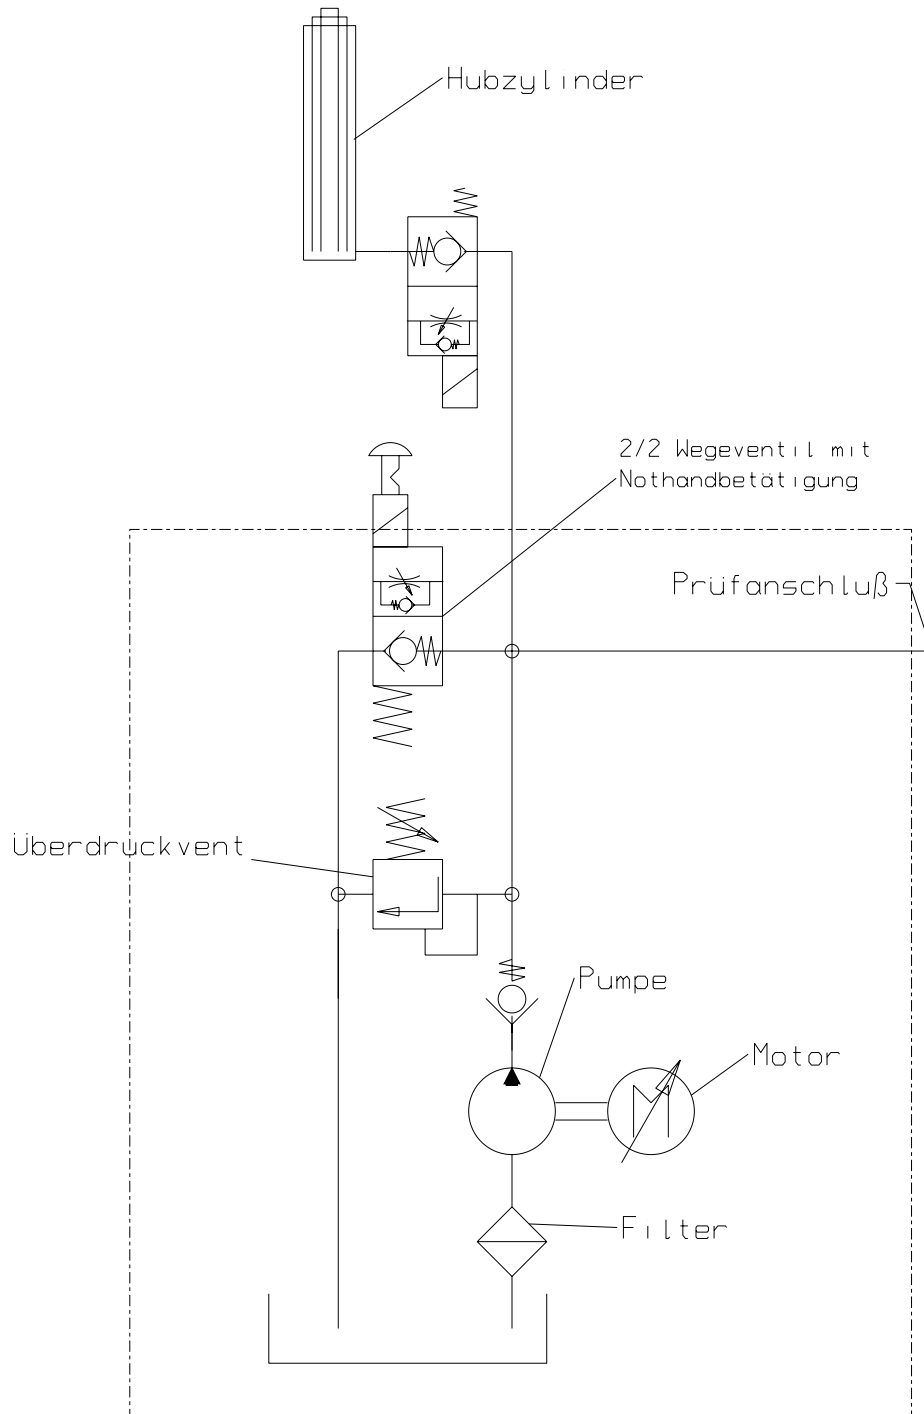 Hubzylinder
2/2 Wegeventil mit
Nothandbetätigung
Prüfanschluß
Überdruckvent
Pumpe
Motor
M
Filter